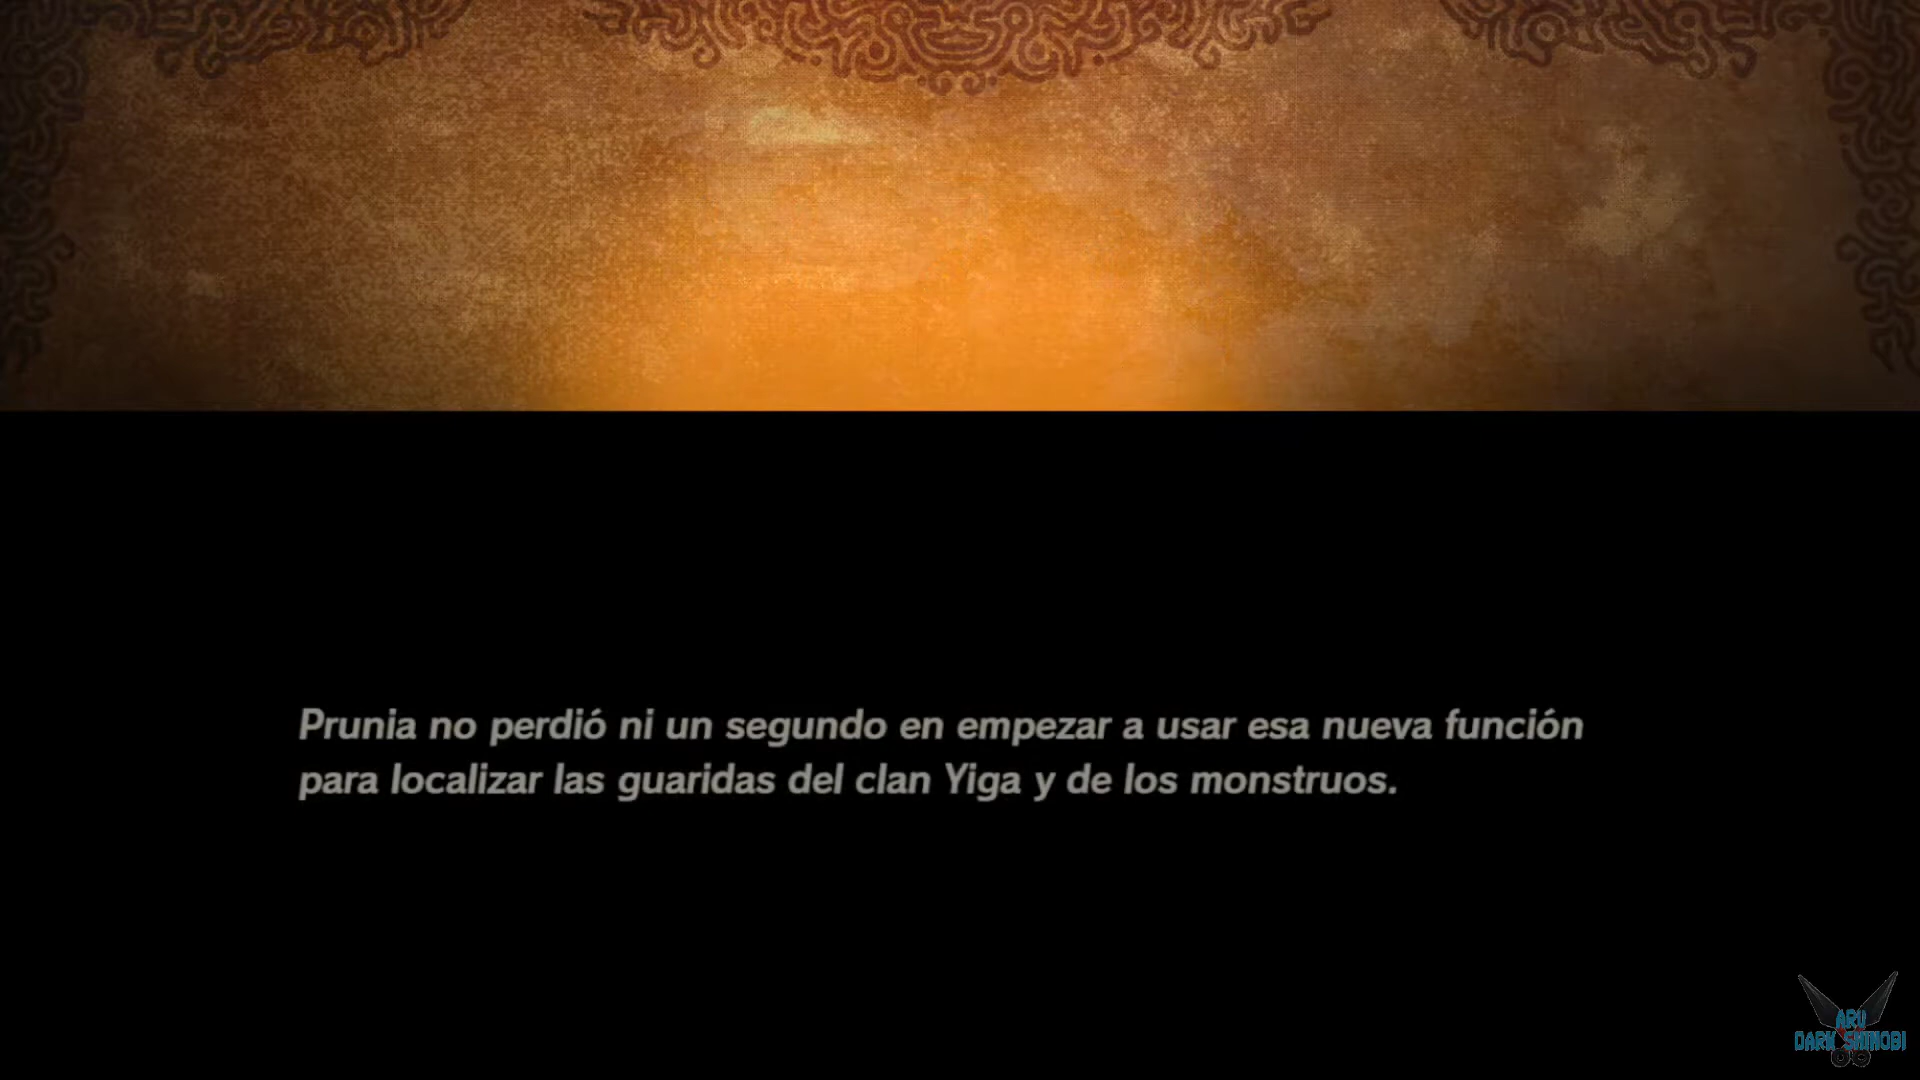 Prunia no perdió ni un segundo en empezar a usar esa nueva función
para localizar las guaridas del clan Yiga y de los monstruos.
ARU
DARK SHINOBI